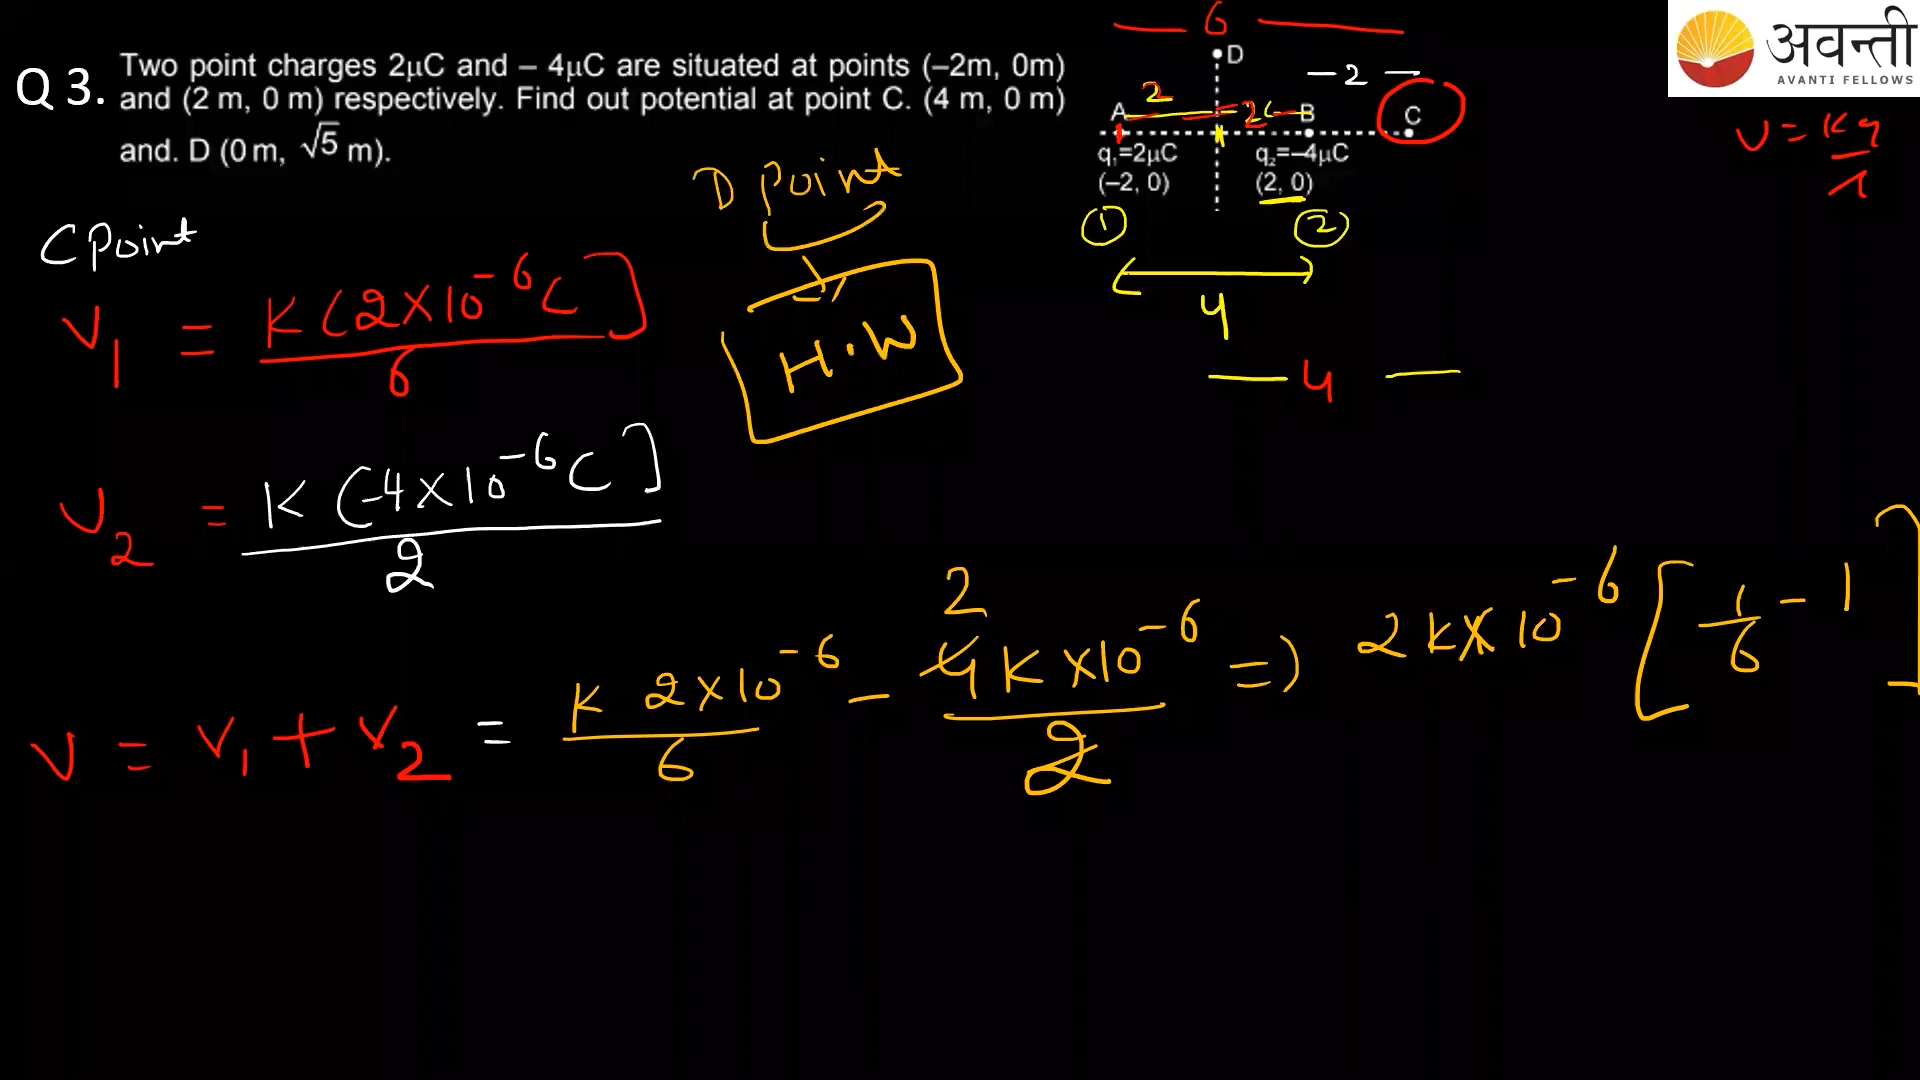 6
अवन्ती
AVANTI FELLOWS
Q 3. Two point charges 2μC and – 4μC are situated at points (–2m, 0m)
and (2 m, 0 m) respectively. Find out potential at point C. (4 m, 0 m)
and. D (0 m, √5 m).
D
– 2 –
2
2
A
B
C
q₁=2μC
(–2, 0)
q₂=–4μC
(2, 0)
① ②
4
4
V = Kq / r
D Point
H.W
C Point
V₁ = K (2×10⁻⁶ C] / 6
V₂ = K (-4×10⁻⁶ C] / 2
V = V₁ + V₂ = K 2×10⁻⁶ / 6 – 4K×10⁻⁶ / 2 => 2K×10⁻⁶ [1/6 – 1]
2